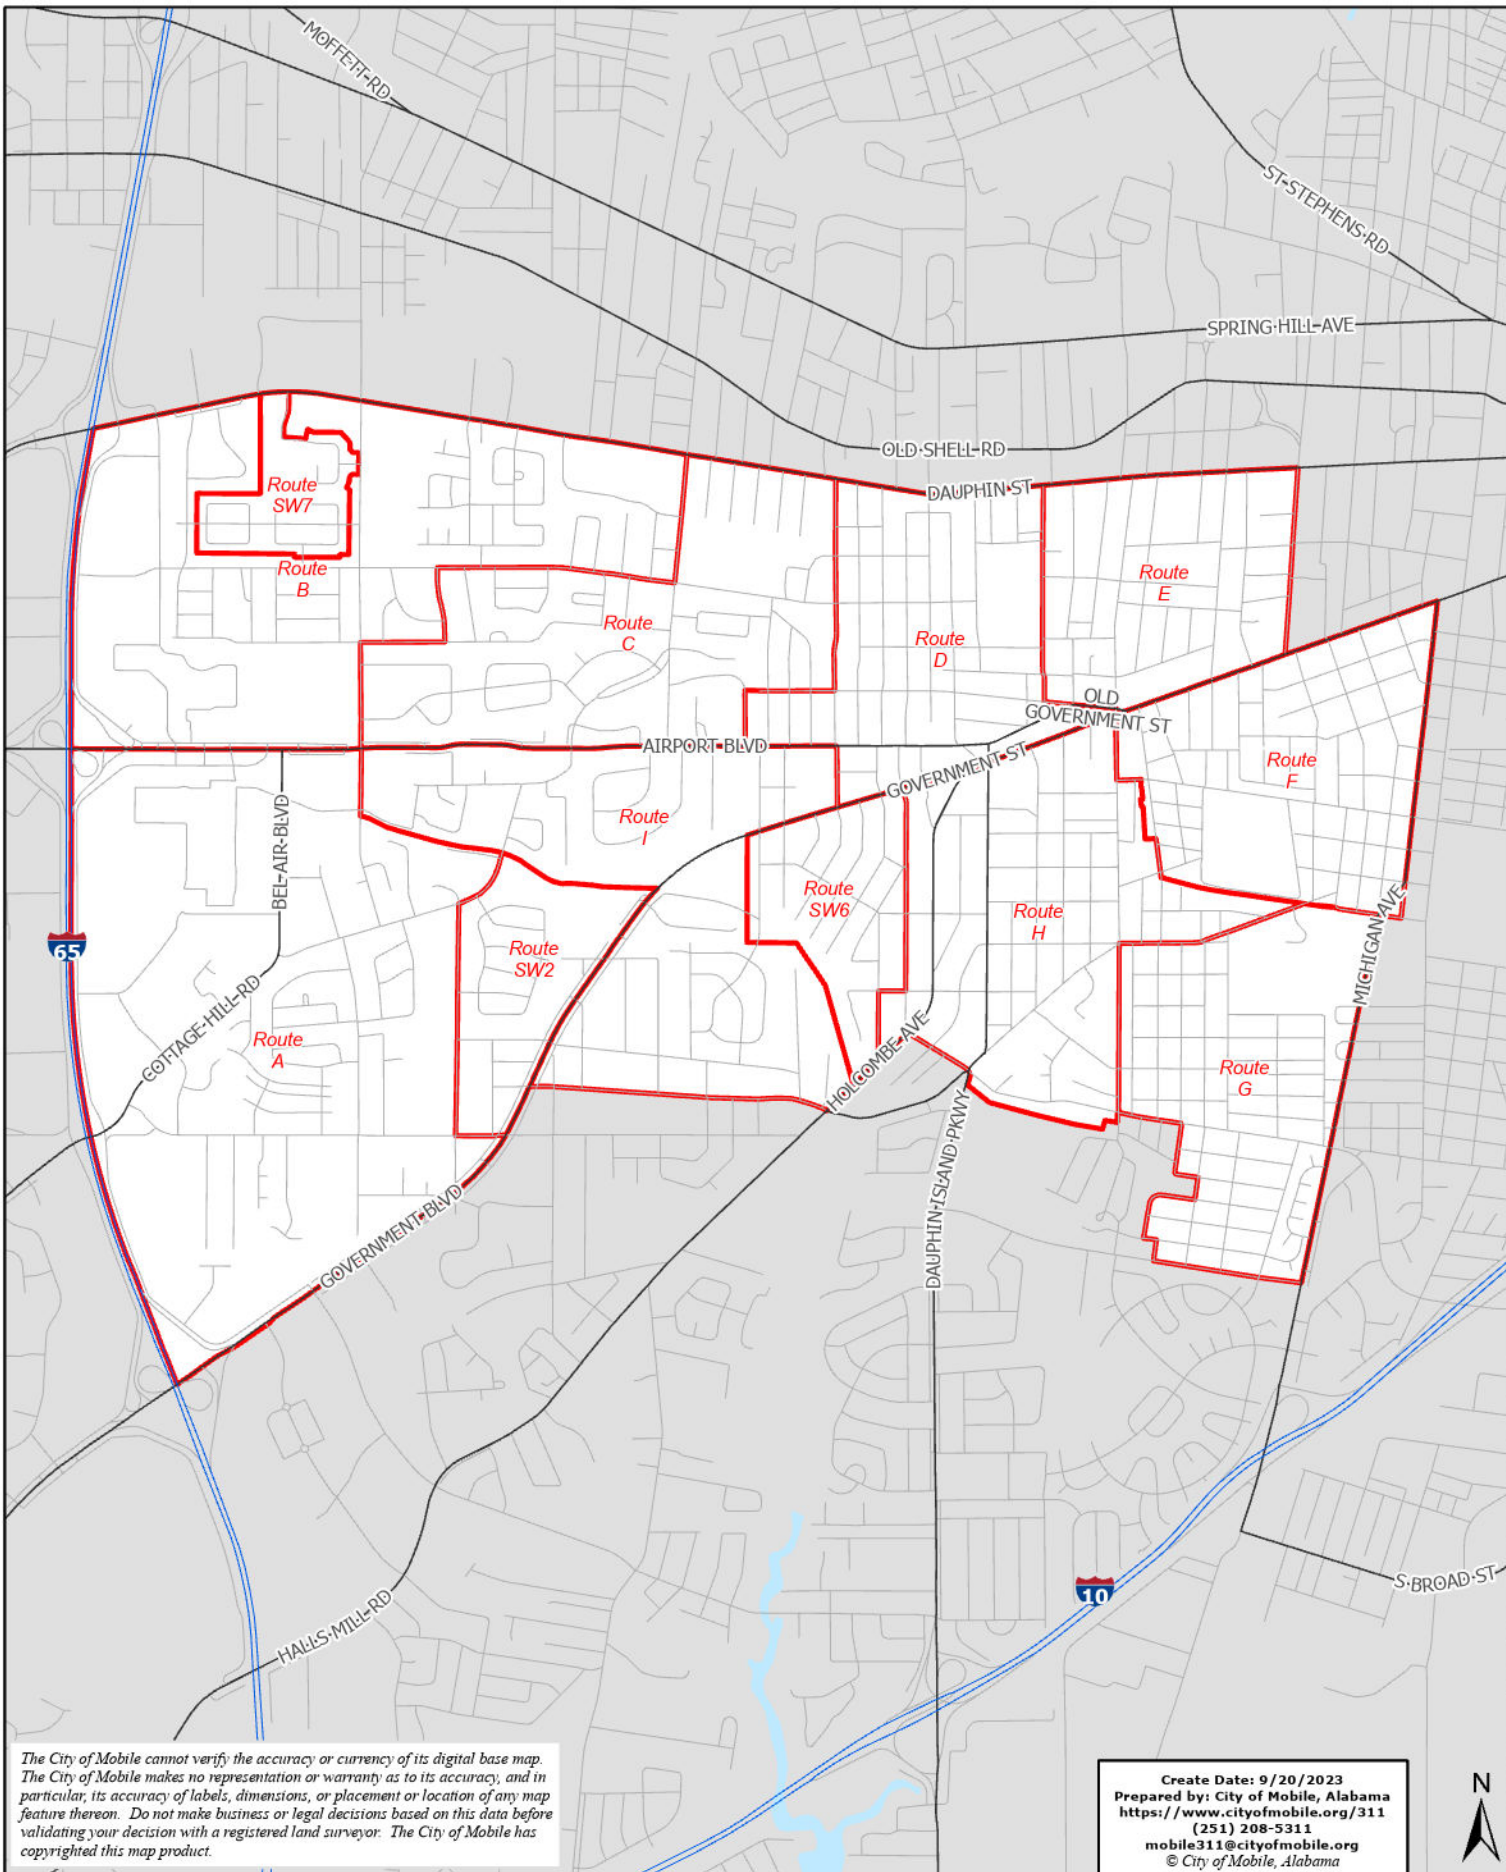 MOFFETT RD
ST STEPHENS RD
SPRING HILL AVE
OLD SHELL RD
DAUPHIN ST
Route
SW7
Route
B
Route
E
Route
C
Route
D
OLD
GOVERNMENT ST
AIRPORT BLVD
GOVERNMENT ST
Route
F
BEL AIR BLVD
Route
I
Route
SW6
Route
H
MICHIGAN AVE
65
Route
SW2
COTTAGE HILL RD
Route
A
HOLCOMBE AVE
Route
G
DAUPHIN ISLAND PKWY
GOVERNMENT BLVD
10
S BROAD ST
HALLS MILL RD
The City of Mobile cannot verify the accuracy or currency of its digital base map.
The City of Mobile makes no representation or warranty as to its accuracy, and in
particular, its accuracy of labels, dimensions, or placement or location of any map
feature thereon. Do not make business or legal decisions based on this data before
validating your decision with a registered land surveyor. The City of Mobile has
copyrighted this map product.
Create Date: 9/20/2023
Prepared by: City of Mobile, Alabama
https://www.cityofmobile.org/311
(251) 208-5311
mobile311@cityofmobile.org
© City of Mobile, Alabama
N